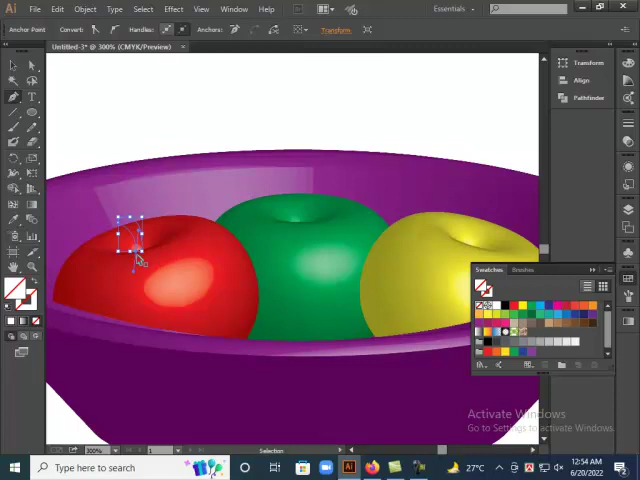 Ai File Edit Object Type Select Effect View Window Help
Essentials
Anchor Point Convert: Handles: Anchors: Transform
Untitled-3* @ 300% (CMYK/Preview) ×
Transform
Align
Pathfinder
Swatches Brushes
Activate Windows
Go to Settings to activate Windows.
300% 1 Selection
Type here to search
27°C
12:54 AM
6/20/2022